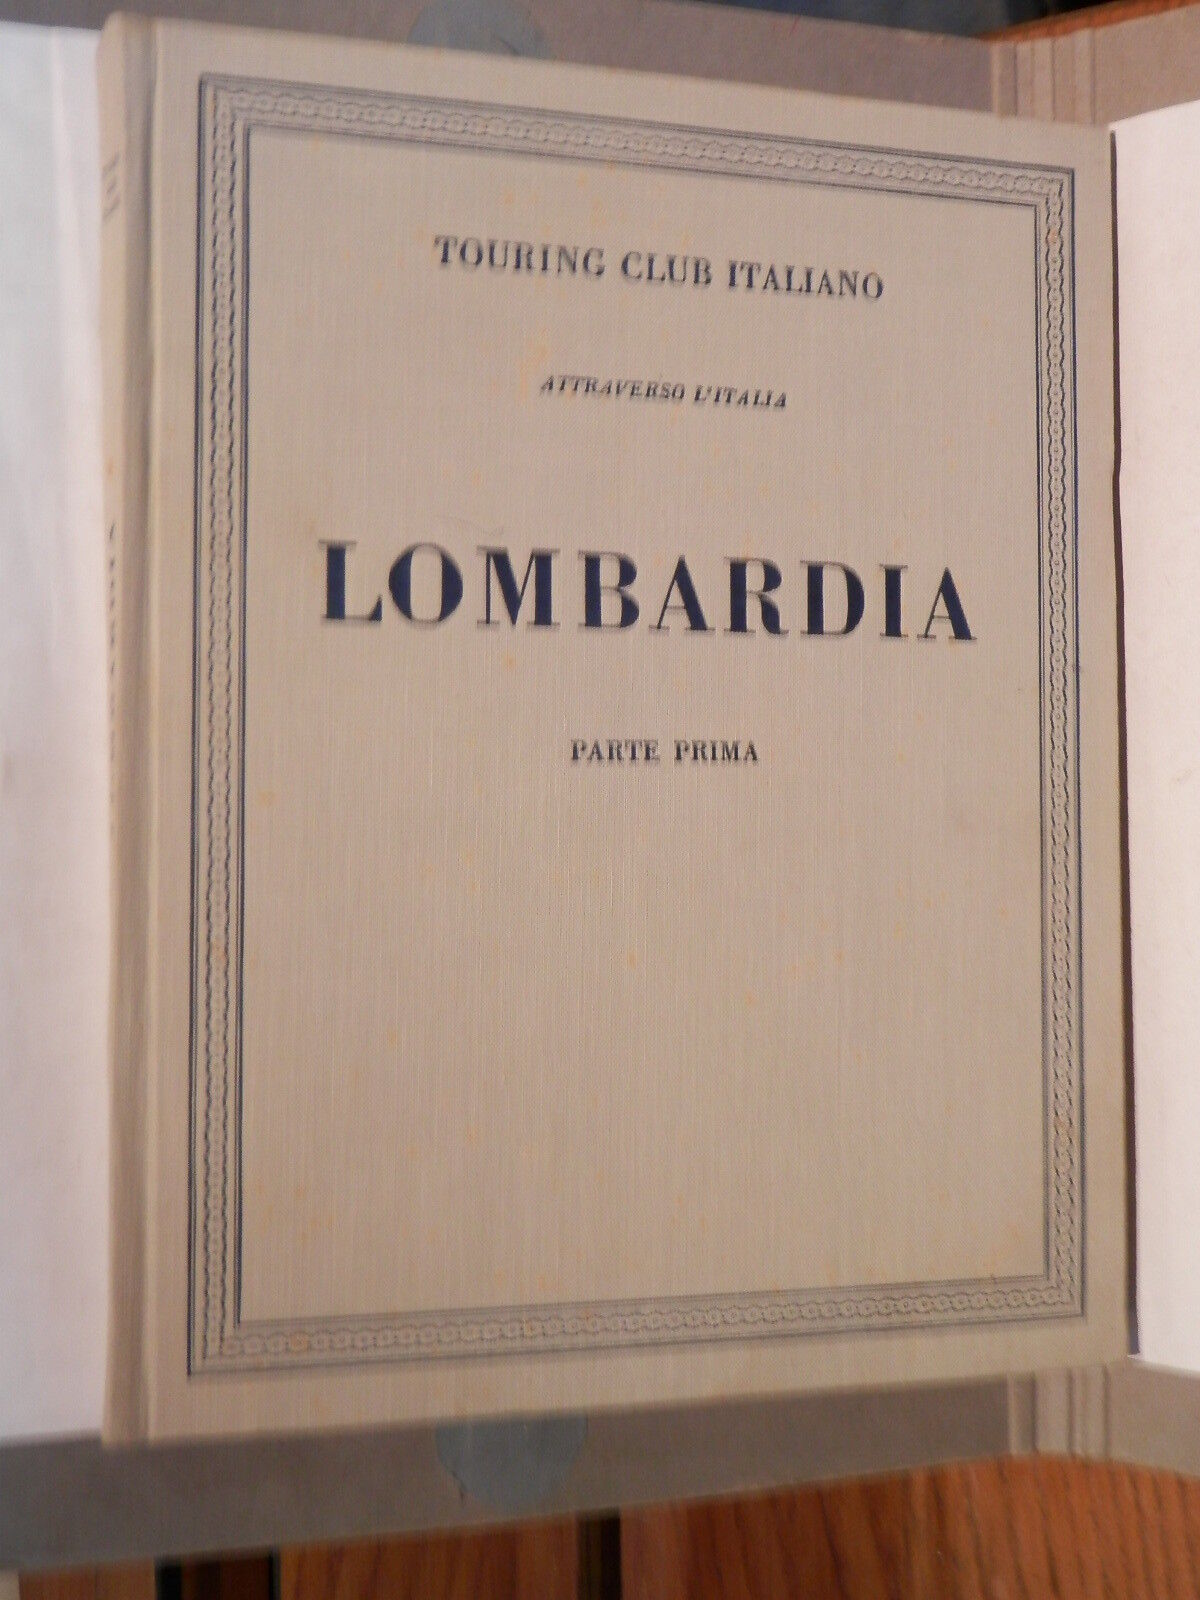 TOURING CLUB ITALIANO
ATTRAVERSO L'ITALIA
LOMBARDIA
PARTE PRIMA